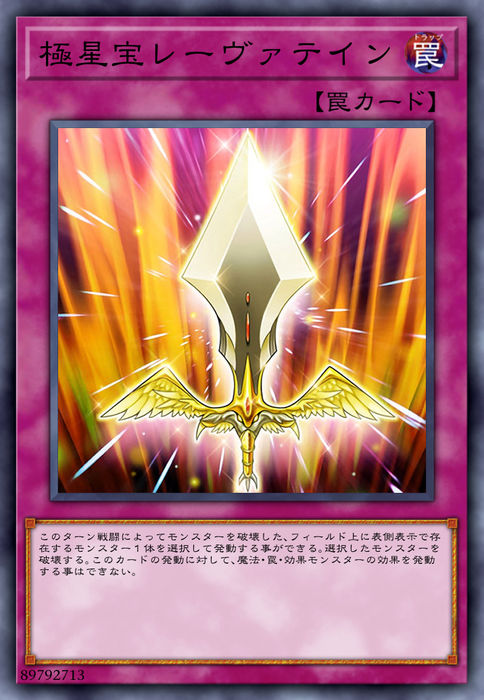 極星宝レーヴァテイン
トラップ
罠
【罠カード】
このターン戦闘によってモンスターを破壊した、フィールド上に表側表示で存
在するモンスター１体を選択して発動する事ができる。選択したモンスターを
破壊する。このカードの発動に対して、魔法・罠・効果モンスターの効果を発動
する事はできない。
89792713